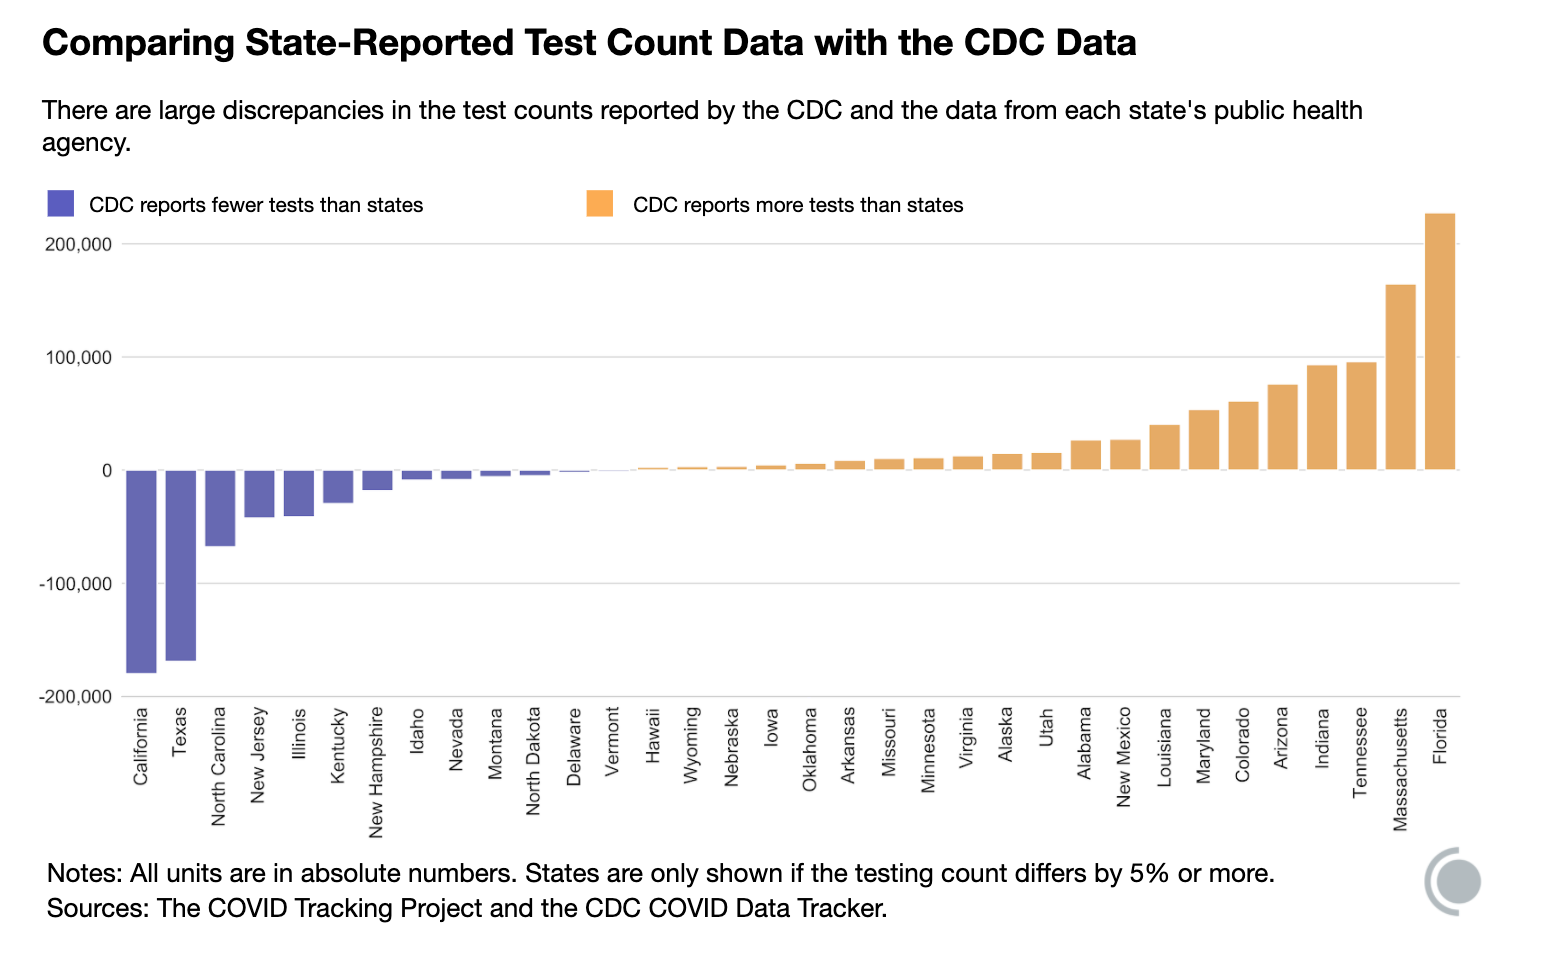 Comparing State-Reported Test Count Data with the CDC Data
There are large discrepancies in the test counts reported by the CDC and the data from each state's public health
agency.
CDC reports fewer tests than states
CDC reports more tests than states
200,000
100,000
0
-100,000
-200,000
California
Texas
North Carolina
New Jersey
Illinois
Kentucky
New Hampshire
Idaho
Nevada
Montana
North Dakota
Delaware
Vermont
Hawaii
Wyoming
Nebraska
Iowa
Oklahoma
Arkansas
Missouri
Minnesota
Virginia
Alaska
Utah
Alabama
New Mexico
Louisiana
Maryland
Colorado
Arizona
Indiana
Tennessee
Massachusetts
Florida
Notes: All units are in absolute numbers. States are only shown if the testing count differs by 5% or more.
Sources: The COVID Tracking Project and the CDC COVID Data Tracker.